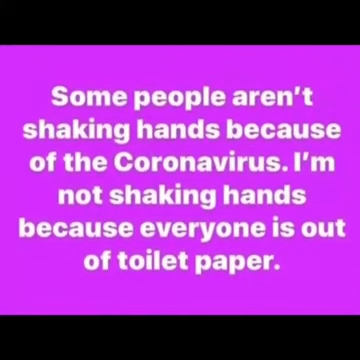 Some people aren’t
shaking hands because
of the Coronavirus. I’m
not shaking hands
because everyone is out
of toilet paper.